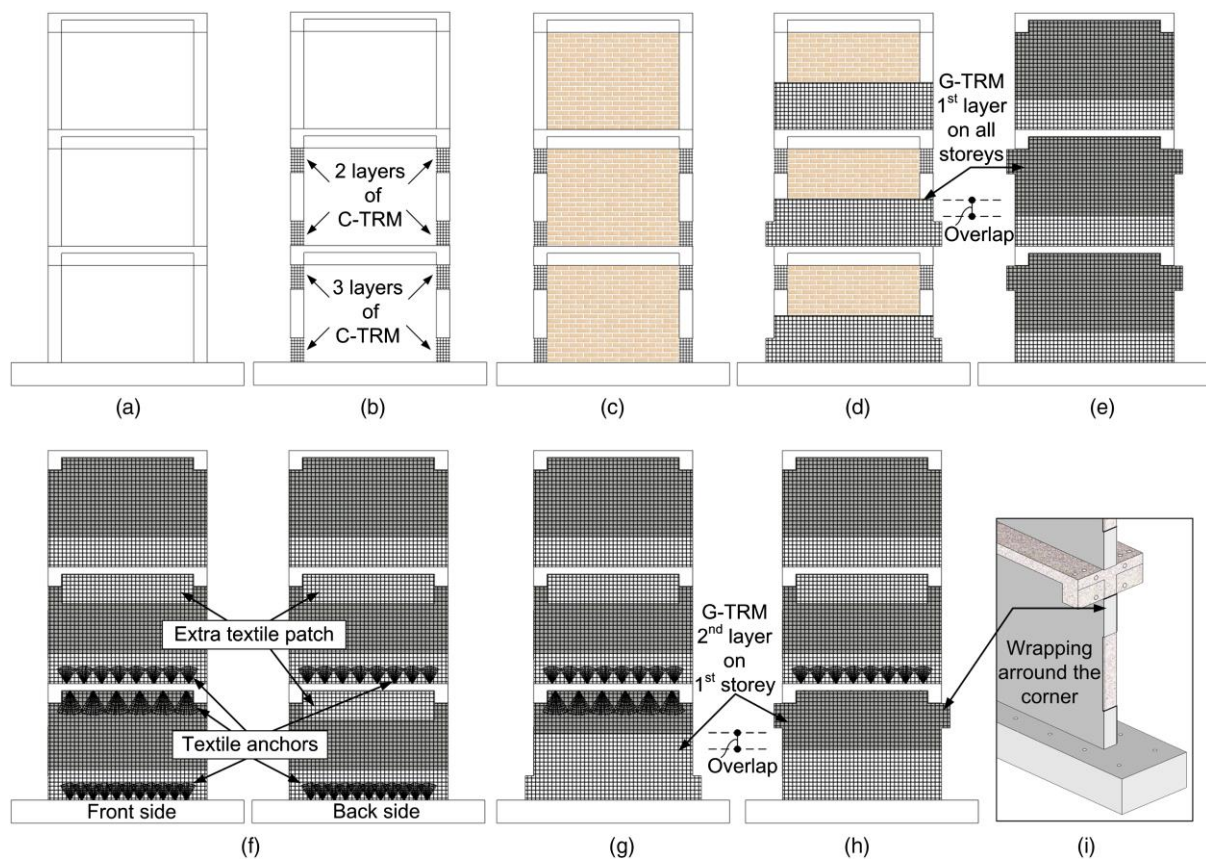 2 layers
of
C-TRM
3 layers
of
C-TRM
G-TRM
1st layer
on all
storeys
Overlap
(a)
(b)
(c)
(d)
(e)
Extra textile patch
Textile anchors
Front side
Back side
G-TRM
2nd layer
on
1st storey
Overlap
Wrapping
arround the
corner
(f)
(g)
(h)
(i)